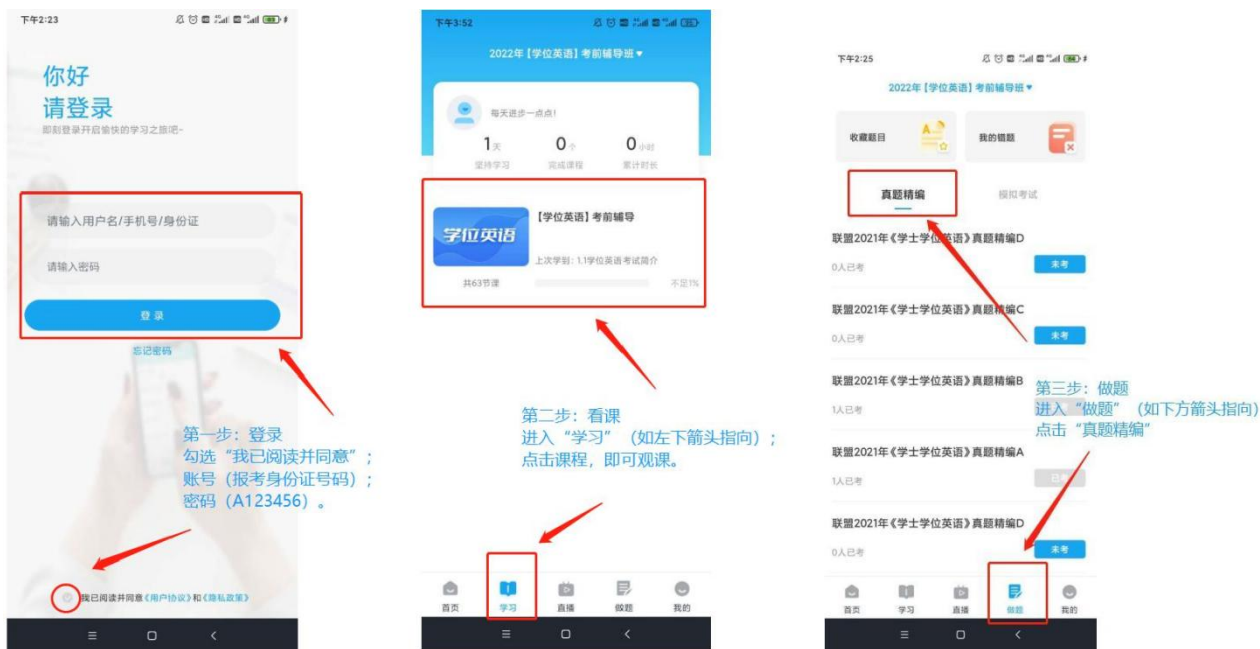 下午2:23
你好
请登录
即刻登录开启愉快的学习之旅吧~
请输入用户名/手机号/身份证
请输入密码
登录
忘记密码
第一步：登录
勾选“我已阅读并同意”；
账号（报考身份证号码）；
密码（A123456）。
我已阅读并同意《用户协议》和《隐私政策》
下午3:52
2022年【学位英语】考前辅导班
每天进步一点点!
1天
0个
0小时
坚持学习
完成课程
累计时长
学位英语
【学位英语】考前辅导
上次学到: 1.1学位英语考试简介
共63节课
不足1%
第二步：看课
进入“学习”（如左下箭头指向）；
点击课程，即可观课。
首页
学习
直播
做题
我的
下午2:25
2022年【学位英语】考前辅导班
收藏题目
我的错题
真题精编
模拟考试
联盟2021年《学士学位英语》真题精编D
0人已考
未考
联盟2021年《学士学位英语》真题精编C
0人已考
未考
联盟2021年《学士学位英语》真题精编B
1人已考
第三步：做题
进入“做题”（如下方箭头指向）
点击“真题精编”
联盟2021年《学士学位英语》真题精编A
1人已考
联盟2021年《学士学位英语》真题精编D
0人已考
未考
首页
学习
直播
做题
我的